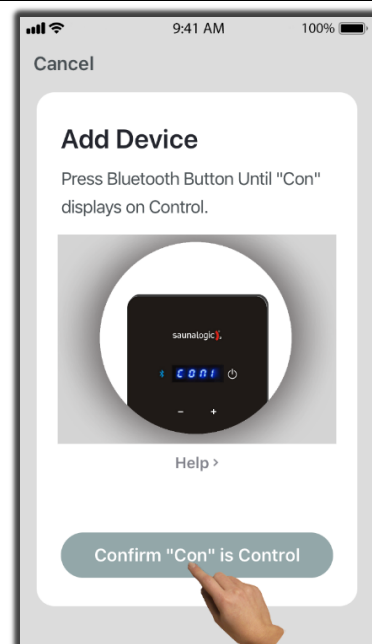 9:41 AM
100%
Cancel
Add Device
Press Bluetooth Button Until "Con"
displays on Control.
saunalogic
CON1
− +
Help >
Confirm "Con" is Control